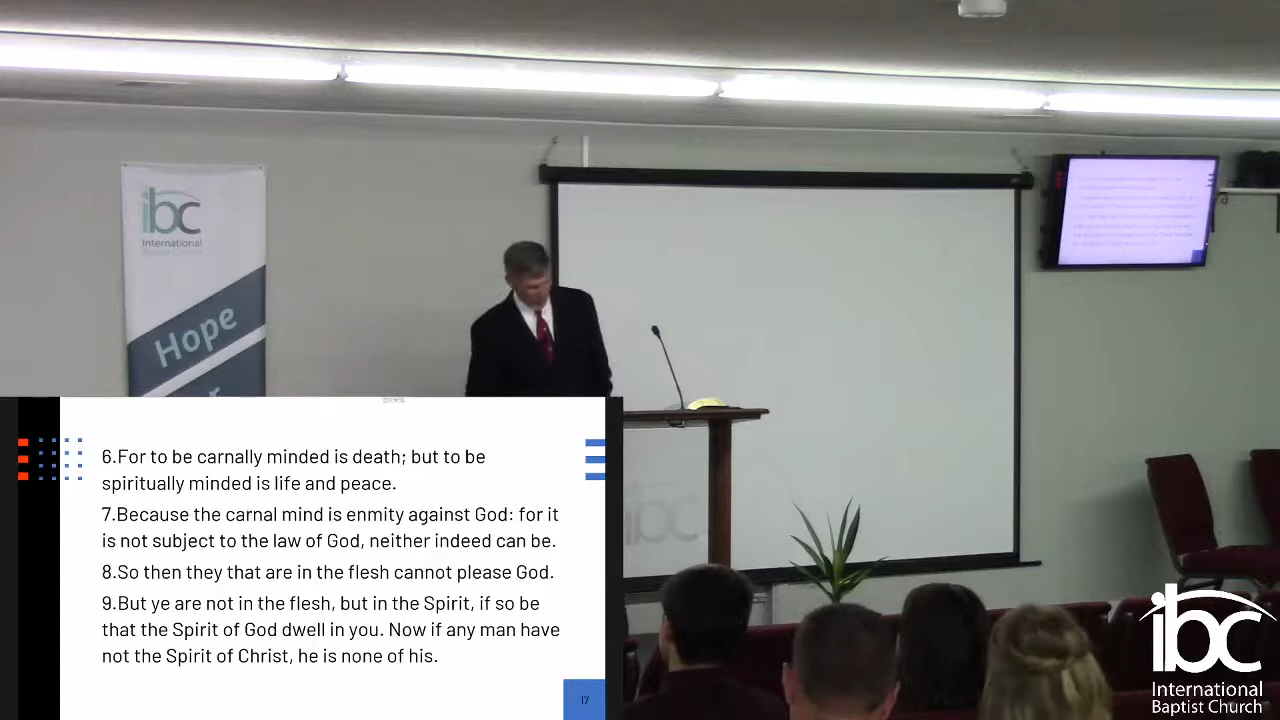 ibc
International
Baptist Church
Hope
6.For to be carnally minded is death; but to be
spiritually minded is life and peace.
7.Because the carnal mind is enmity against God: for it
is not subject to the law of God, neither indeed can be.
8.So then they that are in the flesh cannot please God.
9.But ye are not in the flesh, but in the Spirit, if so be
that the Spirit of God dwell in you. Now if any man have
not the Spirit of Christ, he is none of his.
17
ibc
ibc
International
Baptist Church